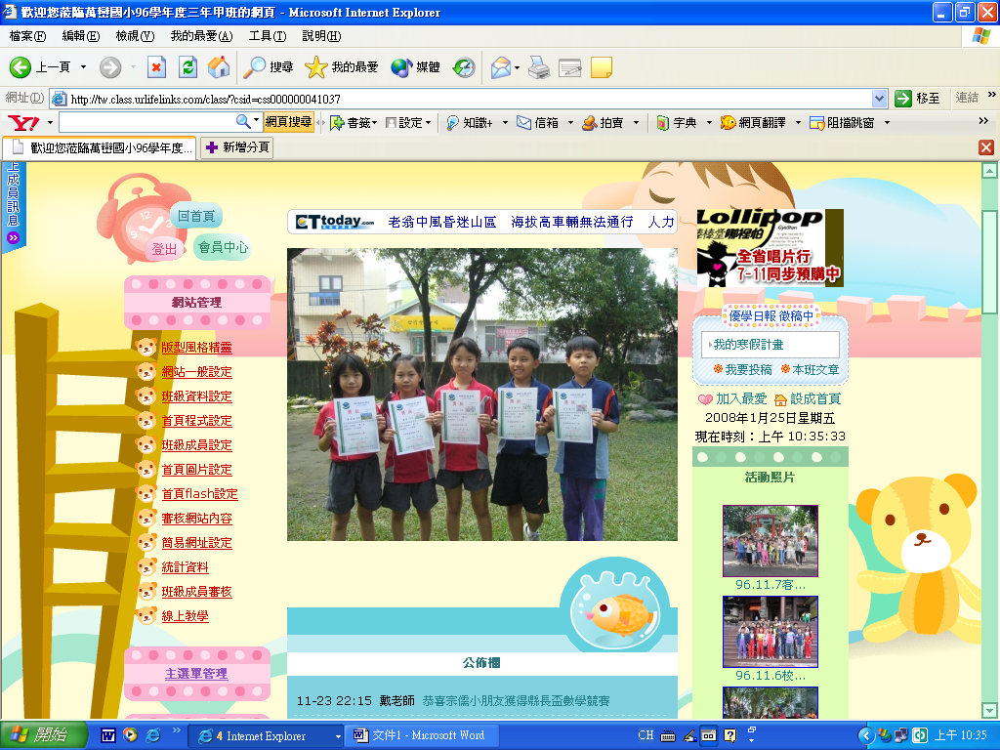 歡迎您蒞臨萬巒國小96學年度三年甲班的網頁 - Microsoft Internet Explorer
檔案(F) 編輯(E) 檢視(V) 我的最愛(A) 工具(T) 說明(H)
上一頁 搜尋 我的最愛 媒體
網址(D) http://tw.class.urlifelinks.com/class/?csid=css000000041037 移至 連結 »
Y! 網頁搜尋 書籤 設定 知識+ 信箱 拍賣 字典 網頁翻譯 阻擋跳窗 »
歡迎您蒞臨萬巒國小96學年度... 新增分頁
上成員訊息
回首頁
登出 會員中心
網站管理
版型風格精靈
網站一般設定
班級資料設定
首頁程式設定
班級成員設定
首頁圖片設定
首頁flash設定
審核網站內容
簡易網址設定
統計資料
班級成員審核
線上教學
主選單管理
ETtoday.com 老翁中風昏迷山區 海拔高車輛無法通行 人力
公佈欄
11-23 22:15 戴老師 恭喜宗儒小朋友獲得縣長盃數學競賽
Lollipop
棒棒堂 哪裡怕
全省唱片行
7-11同步預購中
優學日報 徵稿中
我的寒假計畫
我要投稿 本班文章
加入最愛 設成首頁
2008年1月25日星期五
現在時刻：上午 10:35:33
活動照片
96.11.7客...
96.11.6校...
開始 » 4 Internet Explorer 文件1 - Microsoft Word CH 上午 10:35